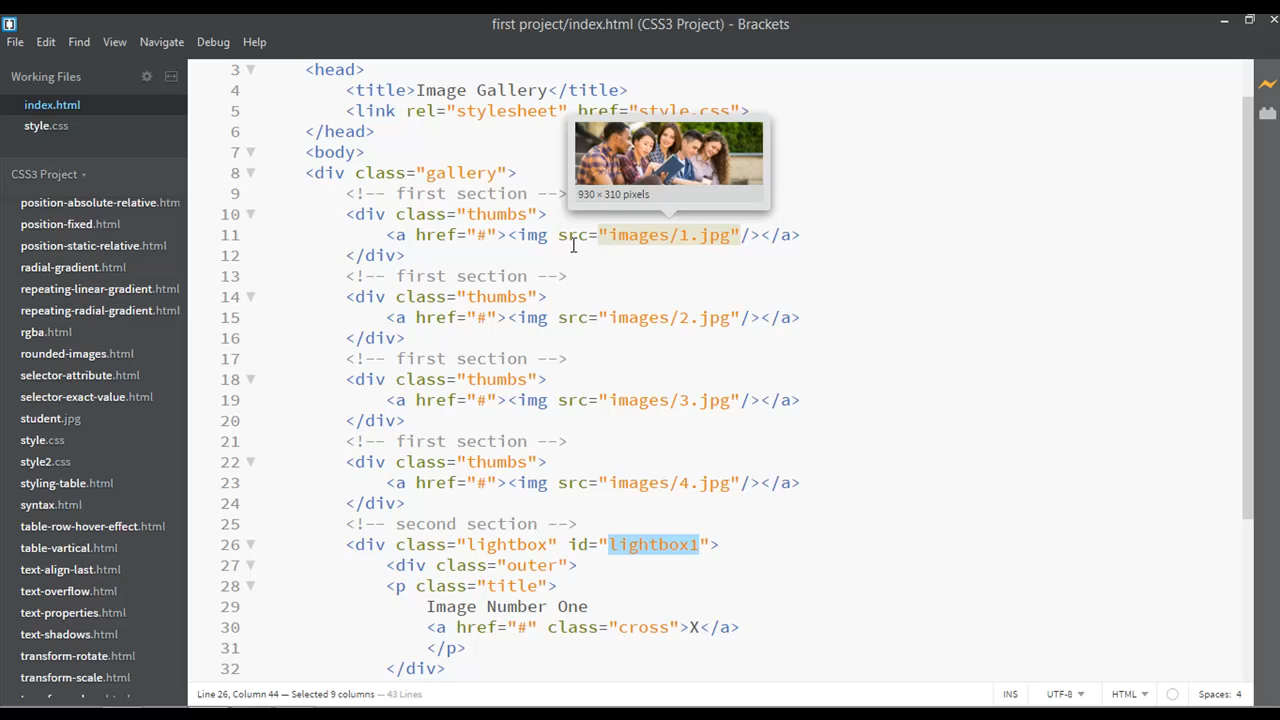 first project/index.html (CSS3 Project) - Brackets
File Edit Find View Navigate Debug Help
Working Files
index.html
style.css
CSS3 Project
position-absolute-relative.htm
position-fixed.html
position-static-relative.html
radial-gradient.html
repeating-linear-gradient.html
repeating-radial-gradient.html
rgba.html
rounded-images.html
selector-attribute.html
selector-exact-value.html
student.jpg
style.css
style2.css
styling-table.html
syntax.html
table-row-hover-effect.html
table-vartical.html
text-align-last.html
text-overflow.html
text-properties.html
text-shadows.html
transform-rotate.html
transform-scale.html
3 <head>
4 <title>Image Gallery</title>
5 <link rel="stylesheet" href="style.css">
6 </head>
7 <body>
8 <div class="gallery">
9 <!-- first section -->
930 × 310 pixels
10 <div class="thumbs">
11 <a href="#"><img src="images/1.jpg"/></a>
12 </div>
13 <!-- first section -->
14 <div class="thumbs">
15 <a href="#"><img src="images/2.jpg"/></a>
16 </div>
17 <!-- first section -->
18 <div class="thumbs">
19 <a href="#"><img src="images/3.jpg"/></a>
20 </div>
21 <!-- first section -->
22 <div class="thumbs">
23 <a href="#"><img src="images/4.jpg"/></a>
24 </div>
25 <!-- second section -->
26 <div class="lightbox" id="lightbox1">
27 <div class="outer">
28 <p class="title">
29 Image Number One
30 <a href="#" class="cross">X</a>
31 </p>
32 </div>
Line 26, Column 44 — Selected 9 columns — 43 Lines
INS UTF-8 HTML Spaces: 4